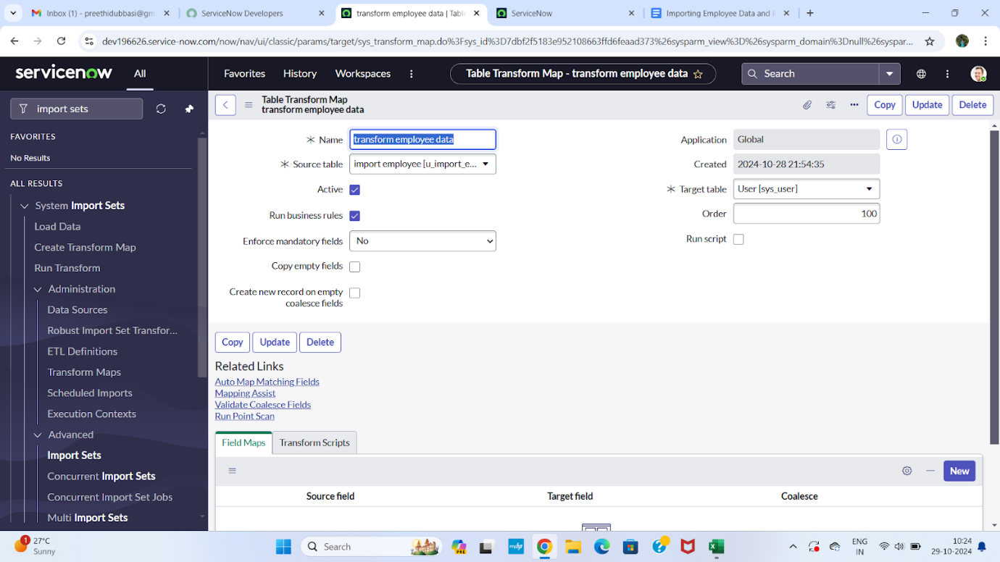 Inbox (1) - preethidubbasi@gm
ServiceNow Developers
transform employee data | Table
ServiceNow
Importing Employee Data and
dev196626.service-now.com/now/nav/ui/classic/params/target/sys_transform_map.do%3Fsys_id%3D7dbf2f5183e952108663ffd6feaad373%26sysparm_view%3D%26sysparm_domain%3Dnull%26syspar...
servicenow
All
Favorites
History
Workspaces
Table Transform Map - transform employee data
Search
import sets
FAVORITES
No Results
ALL RESULTS
System Import Sets
Load Data
Create Transform Map
Run Transform
Administration
Data Sources
Robust Import Set Transfor...
ETL Definitions
Transform Maps
Scheduled Imports
Execution Contexts
Advanced
Import Sets
Concurrent Import Sets
Concurrent Import Set Jobs
Multi Import Sets
Table Transform Map
transform employee data
Copy
Update
Delete
Name
transform employee data
Source table
import employee [u_import_e...
Active
Run business rules
Enforce mandatory fields
No
Copy empty fields
Create new record on empty
coalesce fields
Application
Global
Created
2024-10-28 21:54:35
Target table
User [sys_user]
Order
100
Run script
Copy
Update
Delete
Related Links
Auto Map Matching Fields
Mapping Assist
Validate Coalesce Fields
Run Point Scan
Field Maps
Transform Scripts
New
Source field
Target field
Coalesce
1
27°C
Sunny
Search
PRE
myhp
ENG
IN
10:24
29-10-2024